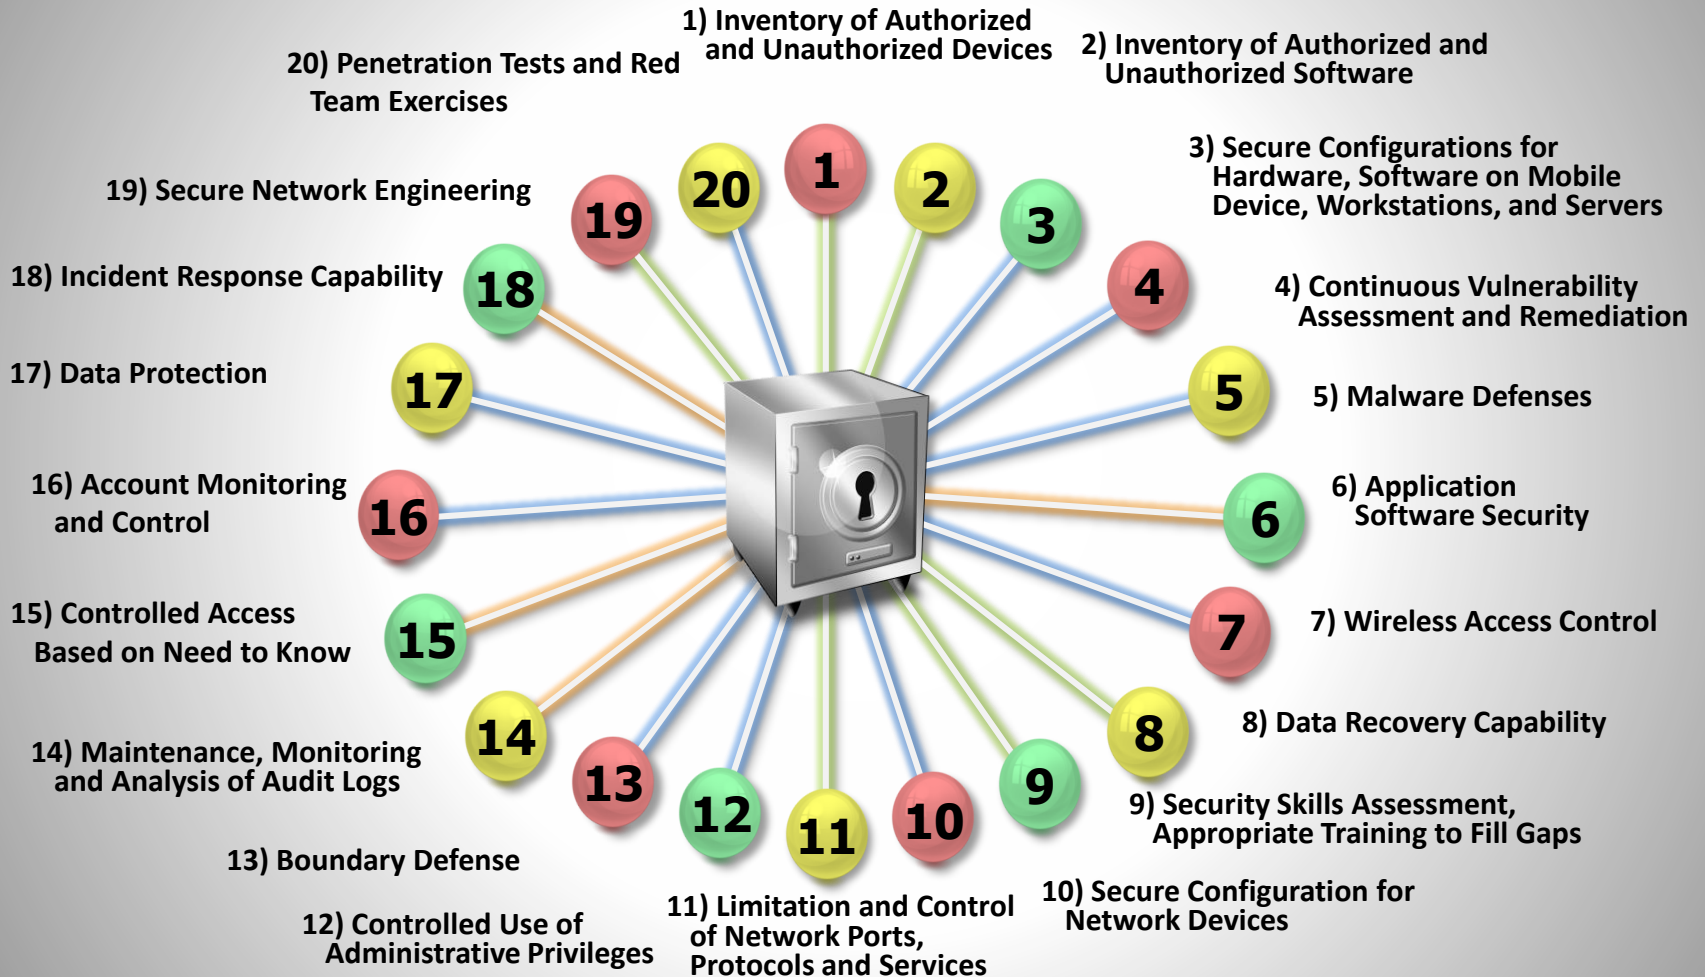 1) Inventory of Authorized
and Unauthorized Devices
2) Inventory of Authorized and
Unauthorized Software
3) Secure Configurations for
Hardware, Software on Mobile
Device, Workstations, and Servers
4) Continuous Vulnerability
Assessment and Remediation
5) Malware Defenses
6) Application
Software Security
7) Wireless Access Control
8) Data Recovery Capability
9) Security Skills Assessment,
Appropriate Training to Fill Gaps
10) Secure Configuration for
Network Devices
11) Limitation and Control
of Network Ports,
Protocols and Services
12) Controlled Use of
Administrative Privileges
13) Boundary Defense
14) Maintenance, Monitoring
and Analysis of Audit Logs
15) Controlled Access
Based on Need to Know
16) Account Monitoring
and Control
17) Data Protection
18) Incident Response Capability
19) Secure Network Engineering
20) Penetration Tests and Red
Team Exercises
1
2
3
4
5
6
7
8
9
10
11
12
13
14
15
16
17
18
19
20